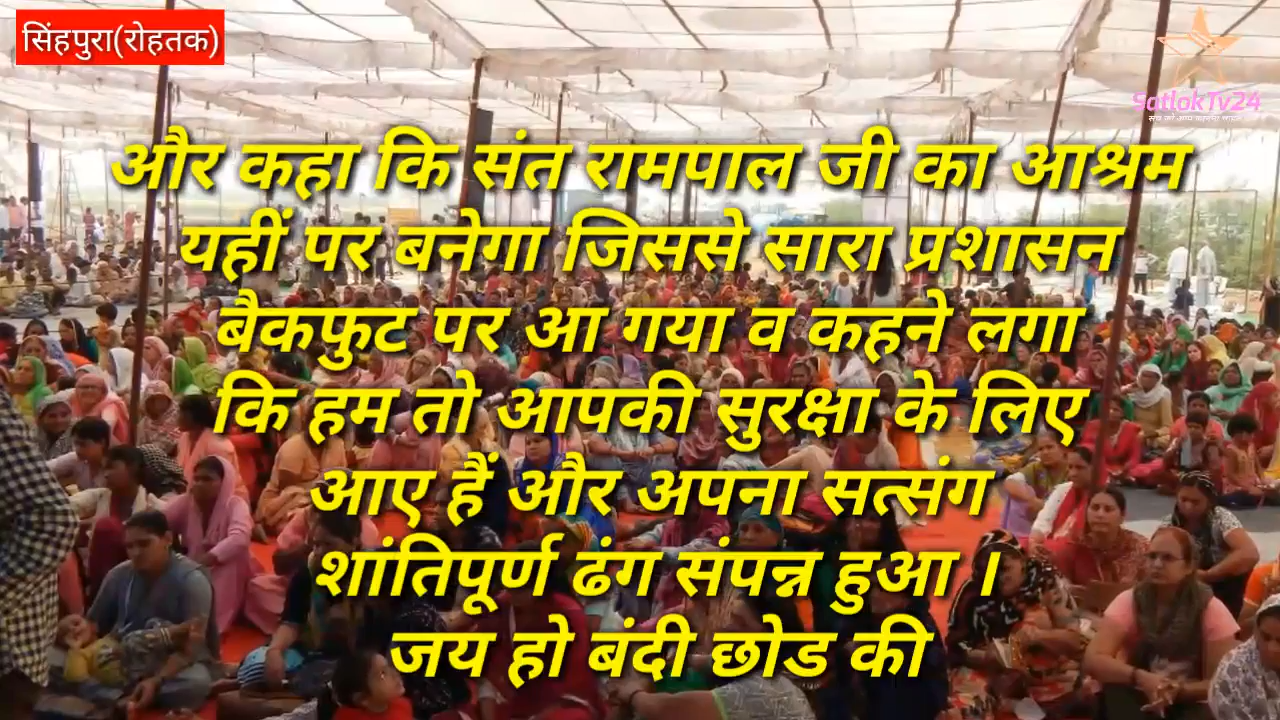 सिंहपुरा(रोहतक)
SatlokTv24
और कहा कि संत रामपाल जी का आश्रम
यहीं पर बनेगा जिससे सारा प्रशासन
बैकफुट पर आ गया व कहने लगा
कि हम तो आपकी सुरक्षा के लिए
आए हैं और अपना सत्संग
शांतिपूर्ण ढंग संपन्न हुआ ।
जय हो बंदी छोड की